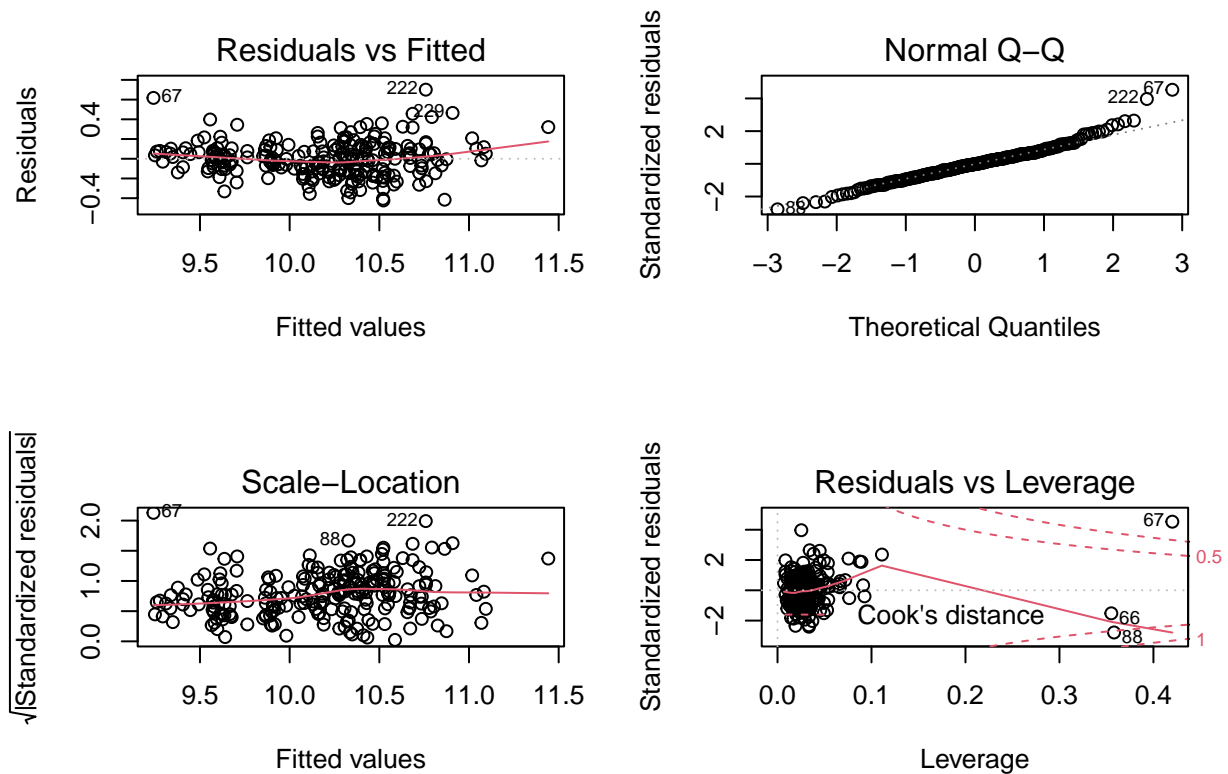 Residuals vs Fitted
Residuals
0.4
−0.4
67
222
229
9.5 10.0 10.5 11.0 11.5
Fitted values
Normal Q−Q
Standardized residuals
2
−2
67
222
88
−3 −2 −1 0 1 2 3
Theoretical Quantiles
Scale−Location
√|Standardized residuals|
2.0
1.0
0.0
67
222
88
9.5 10.0 10.5 11.0 11.5
Fitted values
Residuals vs Leverage
Standardized residuals
2
−2
67
0.5
Cook's distance
66
88
1
0.0 0.1 0.2 0.3 0.4
Leverage